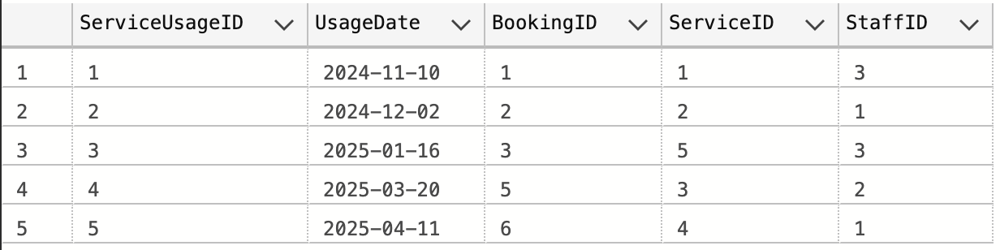 ServiceUsageID UsageDate BookingID ServiceID StaffID
1 1 2024-11-10 1 1 3
2 2 2024-12-02 2 2 1
3 3 2025-01-16 3 5 3
4 4 2025-03-20 5 3 2
5 5 2025-04-11 6 4 1